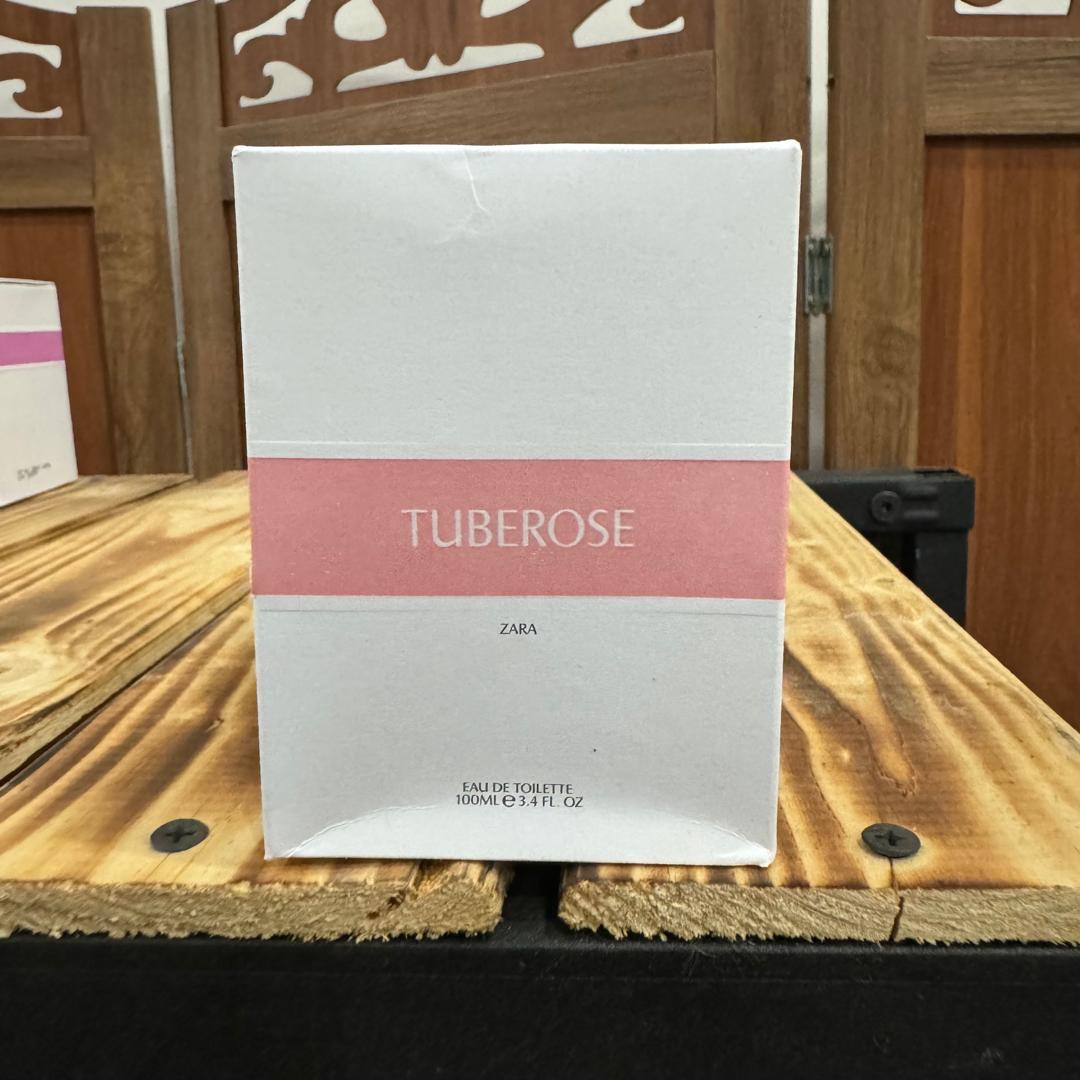 TUBEROSE
ZARA
EAU DE TOILETTE
100ML℮3.4 FL. OZ